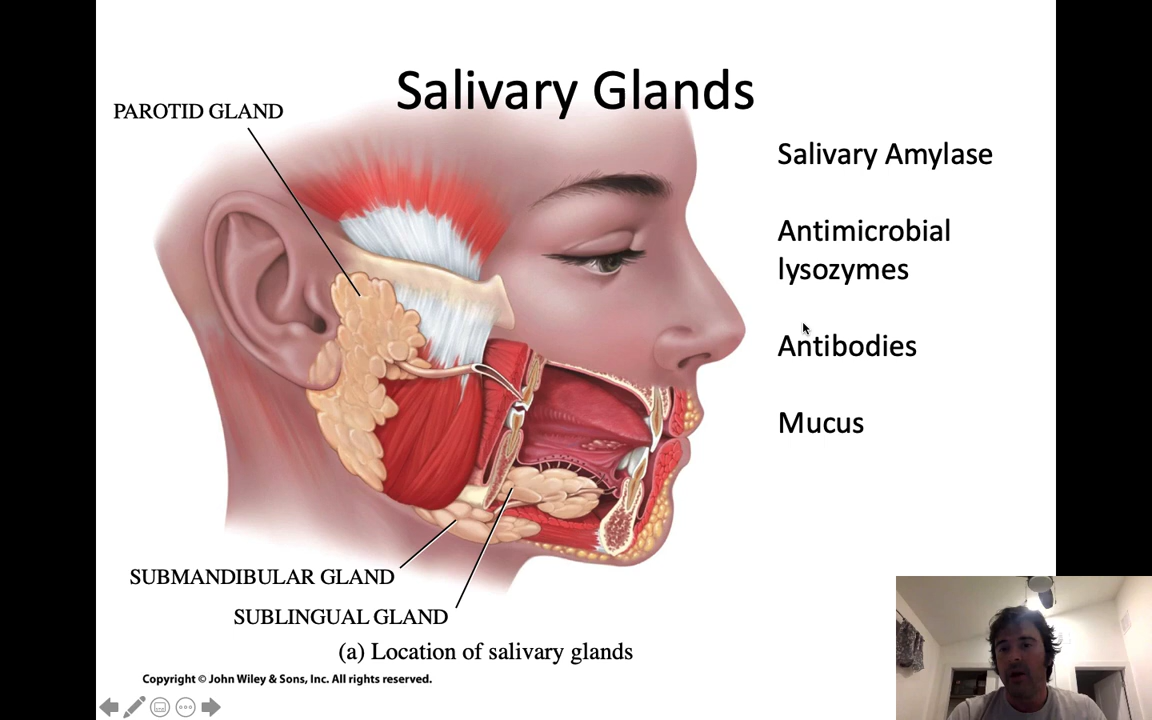 Salivary Glands
PAROTID GLAND
Salivary Amylase
Antimicrobial
lysozymes
Antibodies
Mucus
SUBMANDIBULAR GLAND
SUBLINGUAL GLAND
(a) Location of salivary glands
Copyright © John Wiley & Sons, Inc. All rights reserved.